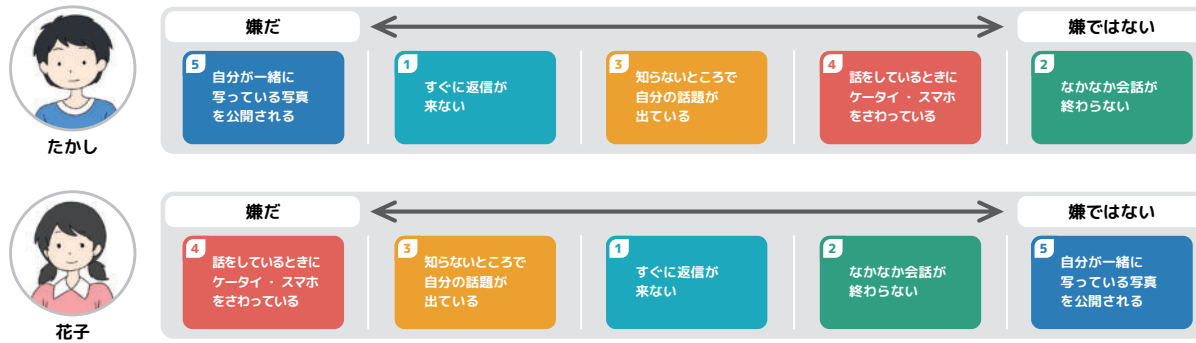 嫌だ
嫌ではない
5
自分が一緒に
写っている写真
を公開される
1
すぐに返信が
来ない
3
知らないところで
自分の話題が
出ている
4
話をしているときに
ケータイ・スマホ
をさわっている
2
なかなか会話が
終わらない
たかし
嫌だ
嫌ではない
4
話をしているときに
ケータイ・スマホ
をさわっている
3
知らないところで
自分の話題が
出ている
1
すぐに返信が
来ない
2
なかなか会話が
終わらない
5
自分が一緒に
写っている写真
を公開される
花子